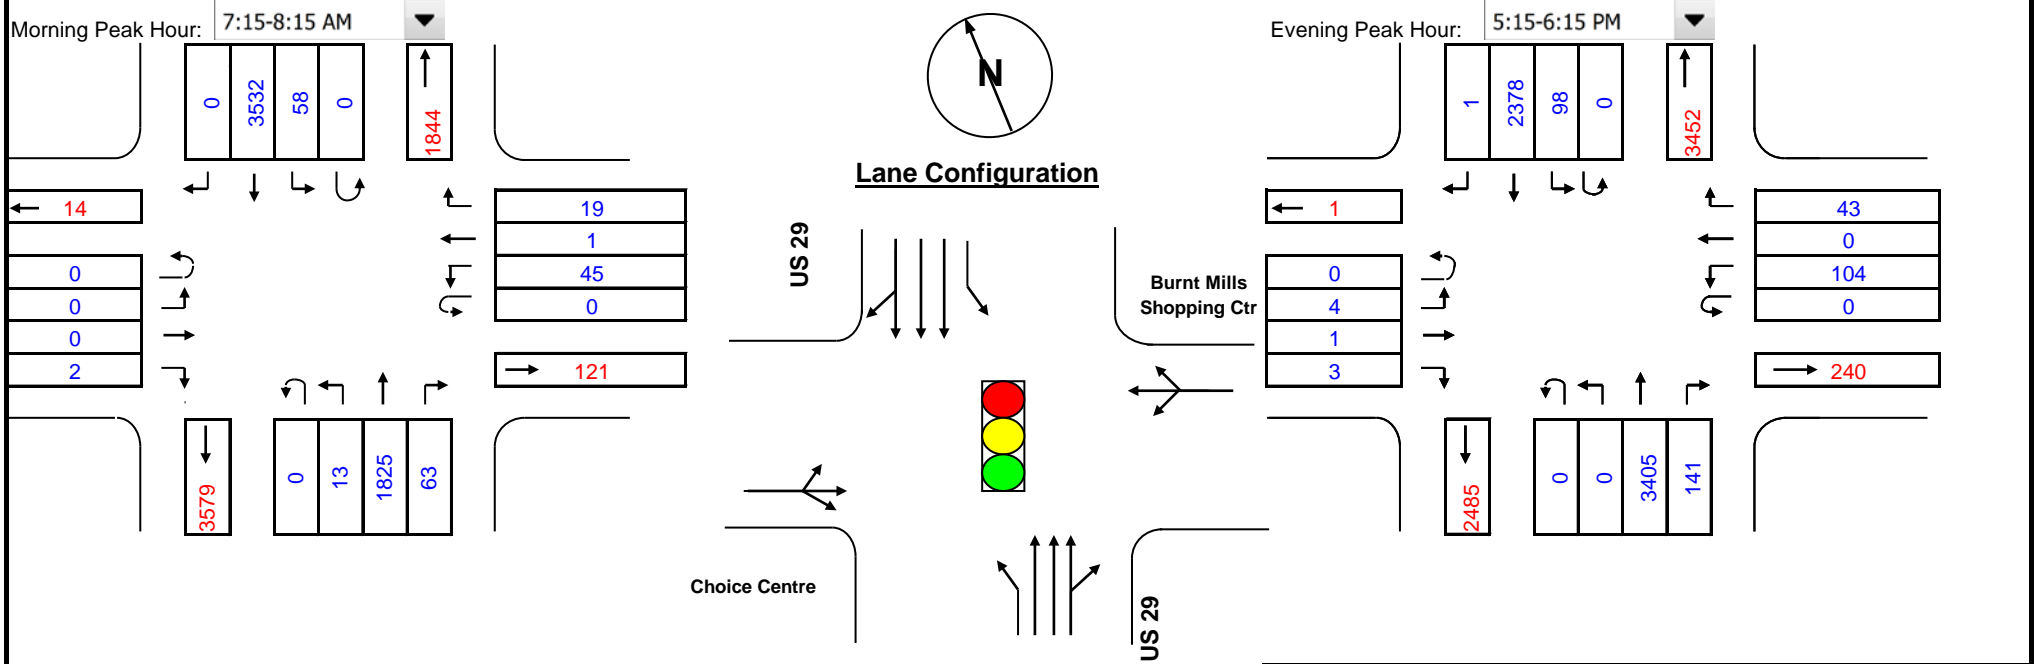 Morning Peak Hour: 7:15-8:15 AM
0 3532 58 0 1844
14
0
0
0
2
19
1
45
0
121
3579
0 13 1825 63
N
Lane Configuration
US 29
Burnt Mills
Shopping Ctr
Choice Centre
US 29
Evening Peak Hour: 5:15-6:15 PM
1 2378 98 0 3452
1
0
4
1
3
43
0
104
0
240
2485
0 0 3405 141